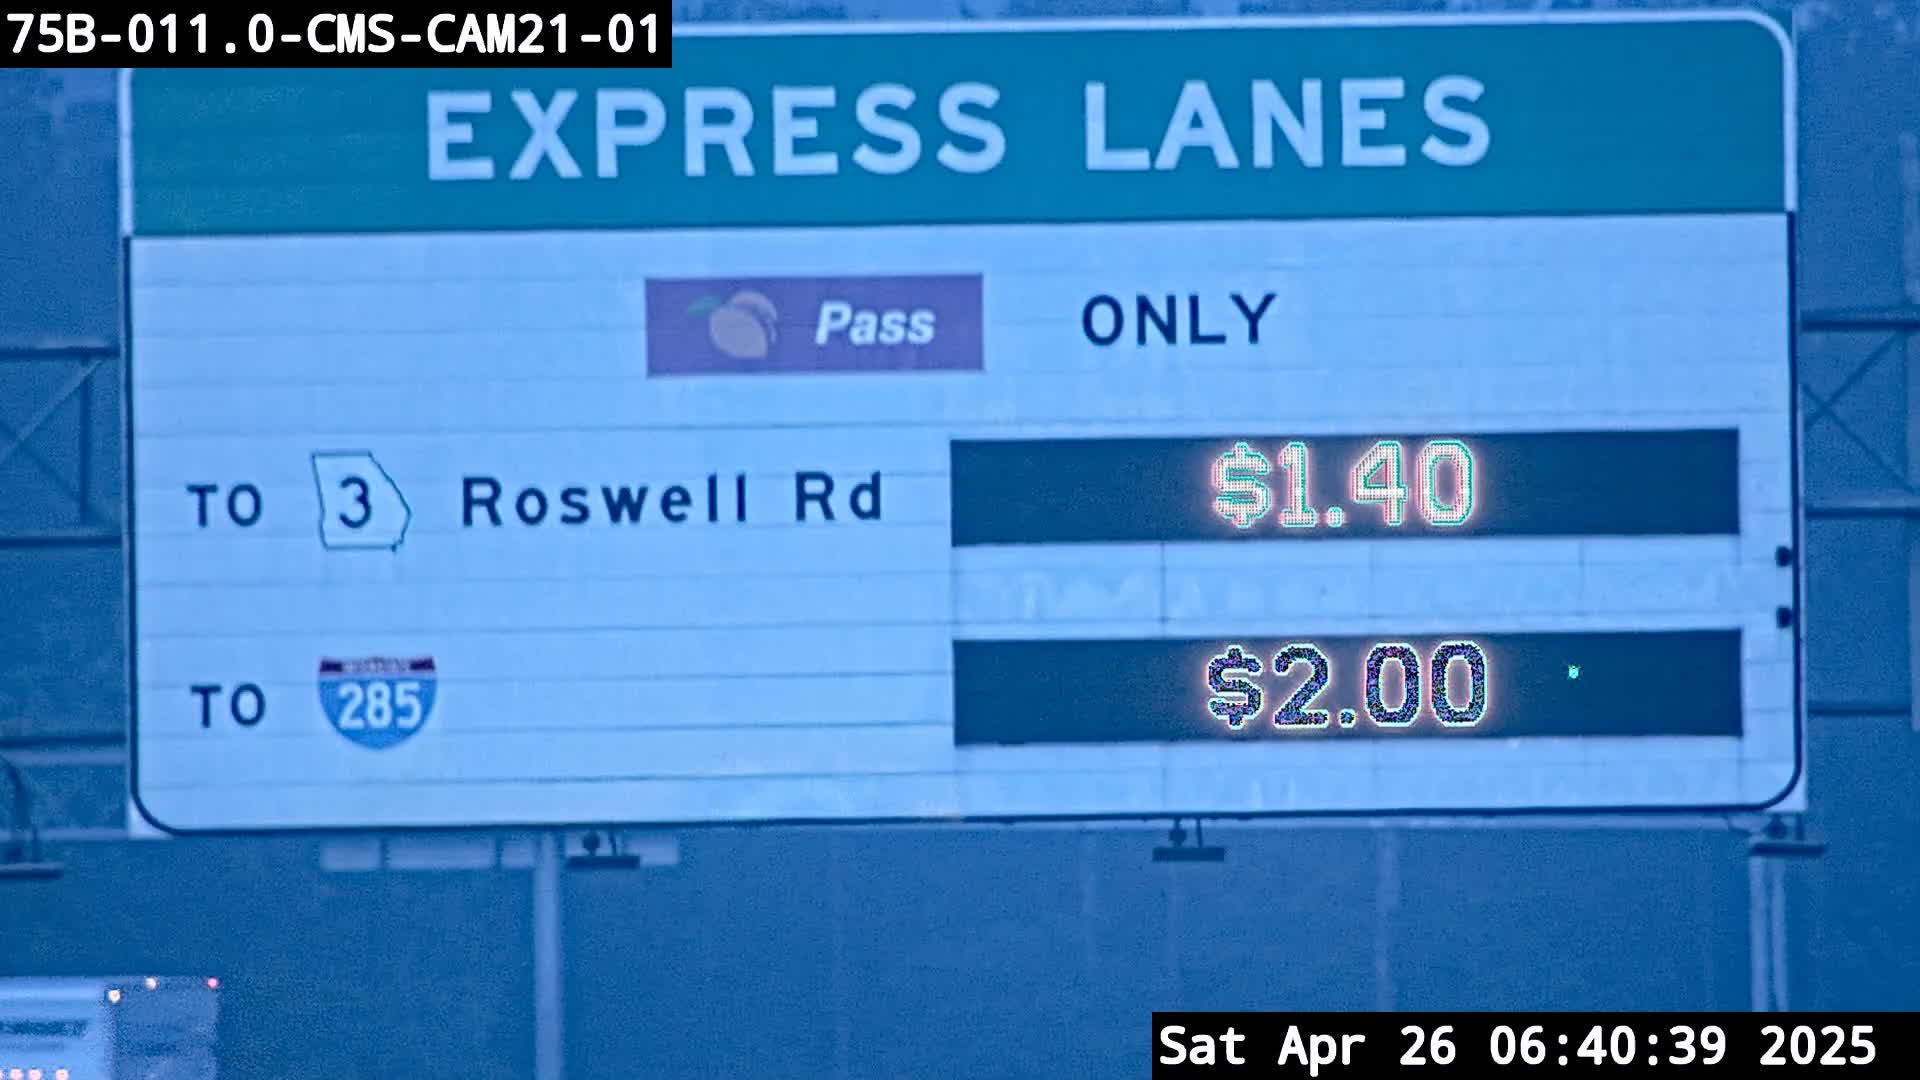 75B-011.0-CMS-CAM21-01
EXPRESS LANES
Pass ONLY
TO 3 Roswell Rd $1.40
TO 285 $2.00
Sat Apr 26 06:40:39 2025